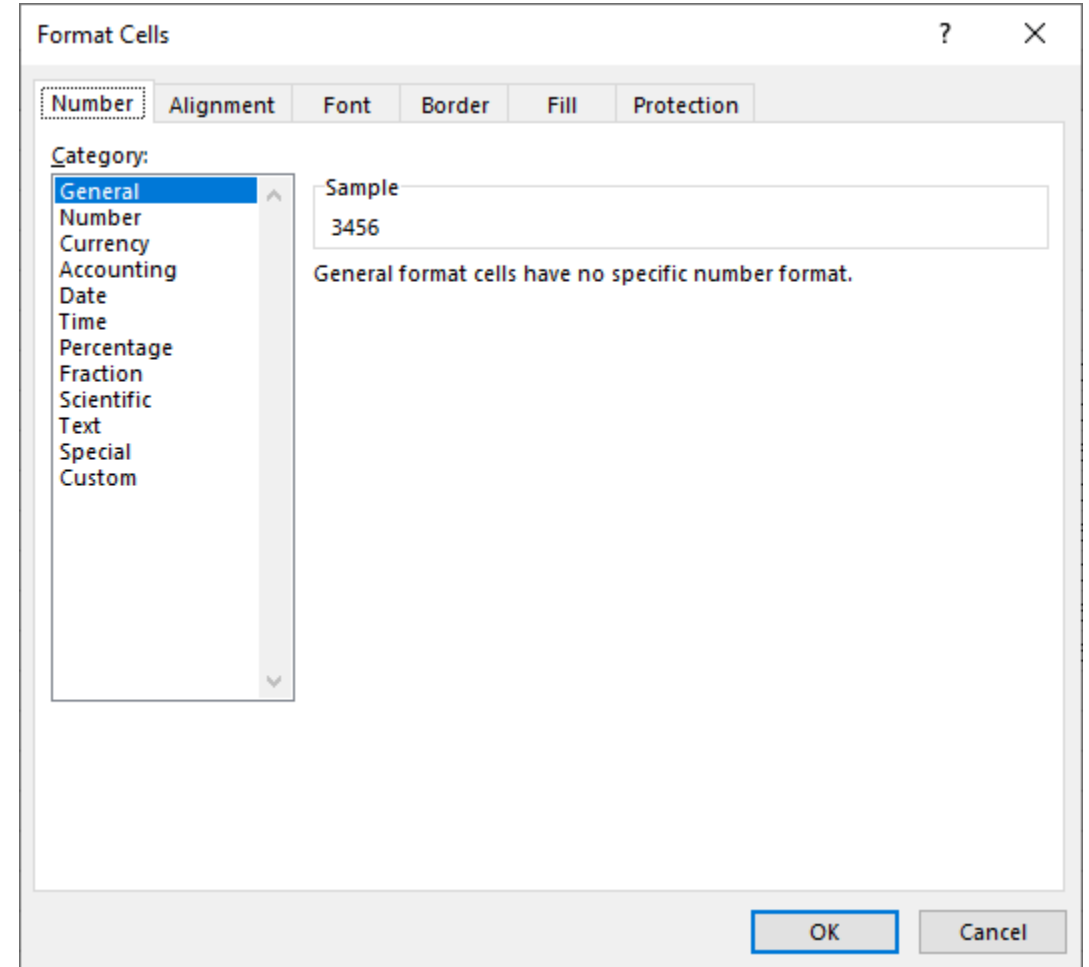 Format Cells ? ×
Number Alignment Font Border Fill Protection
Category:
General
Number
Currency
Accounting
Date
Time
Percentage
Fraction
Scientific
Text
Special
Custom
Sample
3456
General format cells have no specific number format.
OK Cancel